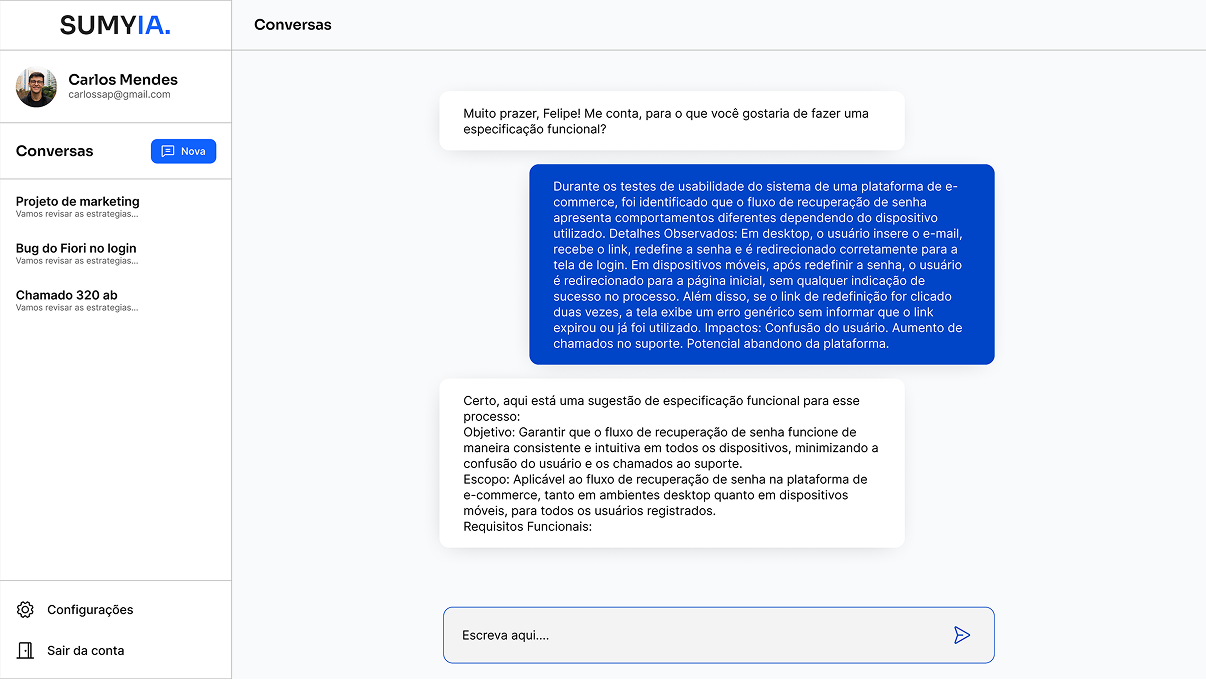 SUMYIA.
Conversas
Carlos Mendes
carlossap@gmail.com
Conversas
Nova
Projeto de marketing
Vamos revisar as estrategias...
Bug do Fiori no login
Vamos revisar as estrategias...
Chamado 320 ab
Vamos revisar as estrategias...
Configurações
Sair da conta
Muito prazer, Felipe! Me conta, para o que você gostaria de fazer uma
especificação funcional?
Durante os testes de usabilidade do sistema de uma plataforma de e-
commerce, foi identificado que o fluxo de recuperação de senha
apresenta comportamentos diferentes dependendo do dispositivo
utilizado. Detalhes Observados: Em desktop, o usuário insere o e-mail,
recebe o link, redefine a senha e é redirecionado corretamente para a
tela de login. Em dispositivos móveis, após redefinir a senha, o usuário
é redirecionado para a página inicial, sem qualquer indicação de
sucesso no processo. Além disso, se o link de redefinição for clicado
duas vezes, a tela exibe um erro genérico sem informar que o link
expirou ou já foi utilizado. Impactos: Confusão do usuário. Aumento de
chamados no suporte. Potencial abandono da plataforma.
Certo, aqui está uma sugestão de especificação funcional para esse
processo:
Objetivo: Garantir que o fluxo de recuperação de senha funcione de
maneira consistente e intuitiva em todos os dispositivos, minimizando a
confusão do usuário e os chamados ao suporte.
Escopo: Aplicável ao fluxo de recuperação de senha na plataforma de
e-commerce, tanto em ambientes desktop quanto em dispositivos
móveis, para todos os usuários registrados.
Requisitos Funcionais:
Escreva aqui....